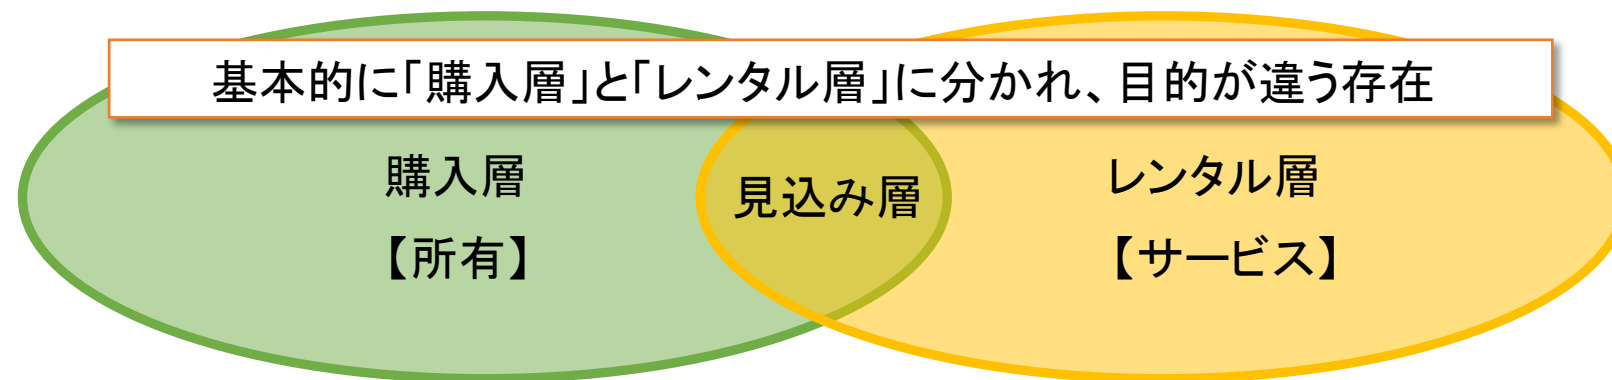 基本的に「購入層」と「レンタル層」に分かれ、目的が違う存在
購入層
【所有】
見込み層
レンタル層
【サービス】